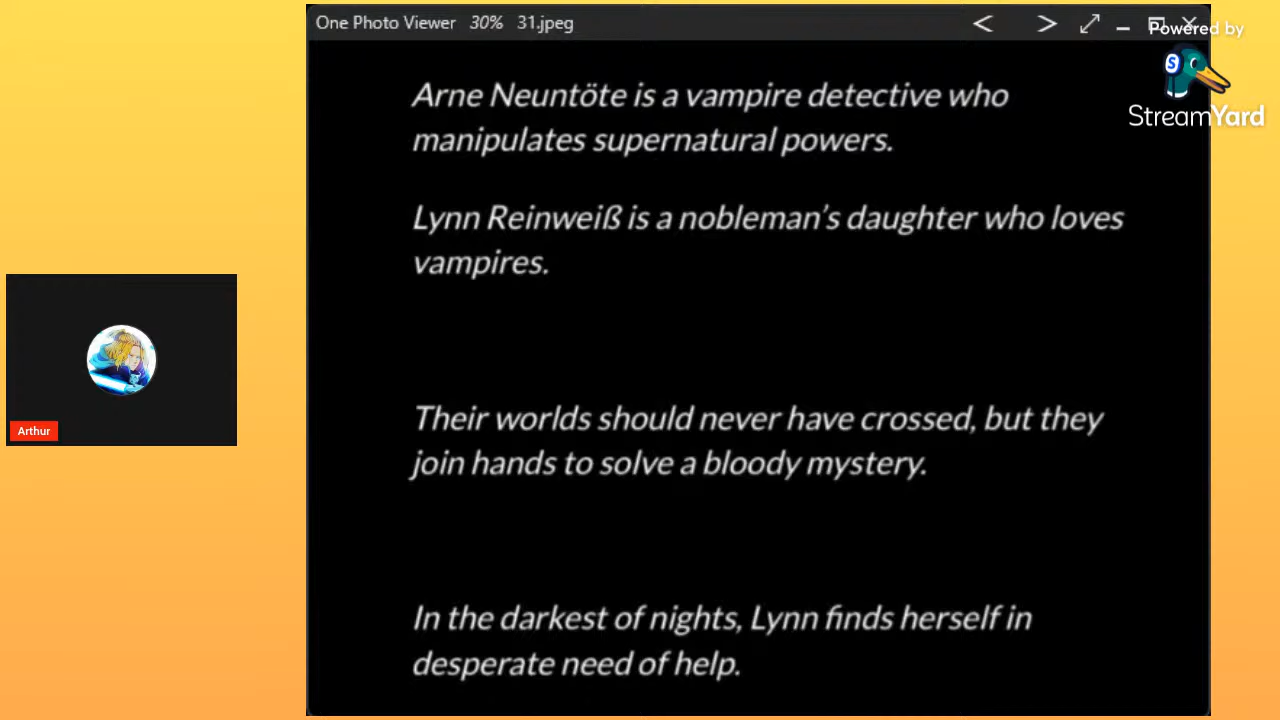 One Photo Viewer 30% 31.jpeg
Powered by
StreamYard
S
Arne Neuntöte is a vampire detective who
manipulates supernatural powers.
Lynn Reinweiß is a nobleman's daughter who loves
vampires.
Arthur
Their worlds should never have crossed, but they
join hands to solve a bloody mystery.
In the darkest of nights, Lynn finds herself in
desperate need of help.